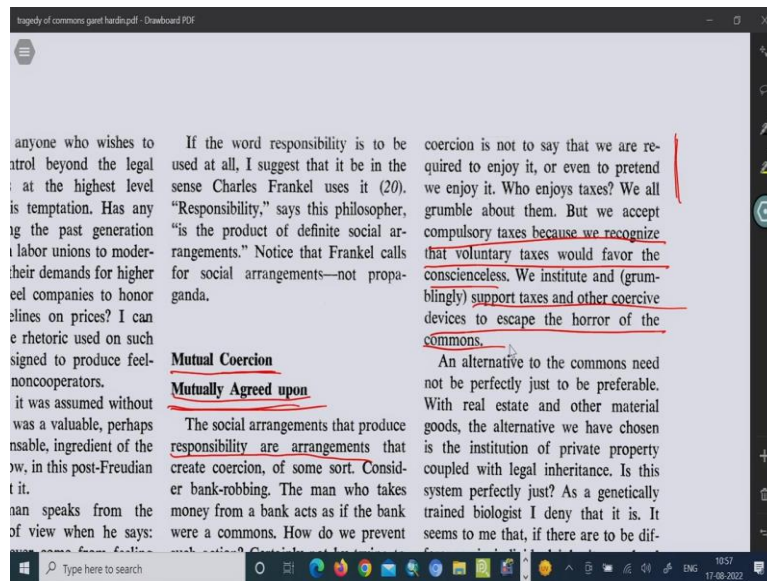 tragedy of commons garet hardin.pdf - Drawboard PDF
anyone who wishes to
ntrol beyond the legal
at the highest level
is temptation. Has any
ng the past generation
labor unions to moder-
their demands for higher
eel companies to honor
elines on prices? I can
e rhetoric used on such
signed to produce feel-
noncooperators.
it was assumed without
was a valuable, perhaps
nsable, ingredient of the
ow, in this post-Freudian
t it.
nan speaks from the
of view when he says:
If the word responsibility is to be
used at all, I suggest that it be in the
sense Charles Frankel uses it (20).
"Responsibility," says this philosopher,
"is the product of definite social ar-
rangements." Notice that Frankel calls
for social arrangements—not propa-
ganda.
Mutual Coercion
Mutually Agreed upon
The social arrangements that produce
responsibility are arrangements that
create coercion, of some sort. Consid-
er bank-robbing. The man who takes
money from a bank acts as if the bank
were a commons. How do we prevent
coercion is not to say that we are re-
quired to enjoy it, or even to pretend
we enjoy it. Who enjoys taxes? We all
grumble about them. But we accept
compulsory taxes because we recognize
that voluntary taxes would favor the
conscienceless. We institute and (grum-
blingly) support taxes and other coercive
devices to escape the horror of the
commons.
An alternative to the commons need
not be perfectly just to be preferable.
With real estate and other material
goods, the alternative we have chosen
is the institution of private property
coupled with legal inheritance. Is this
system perfectly just? As a genetically
trained biologist I deny that it is. It
seems to me that, if there are to be dif-
Type here to search
ENG
10:57
17-08-2022